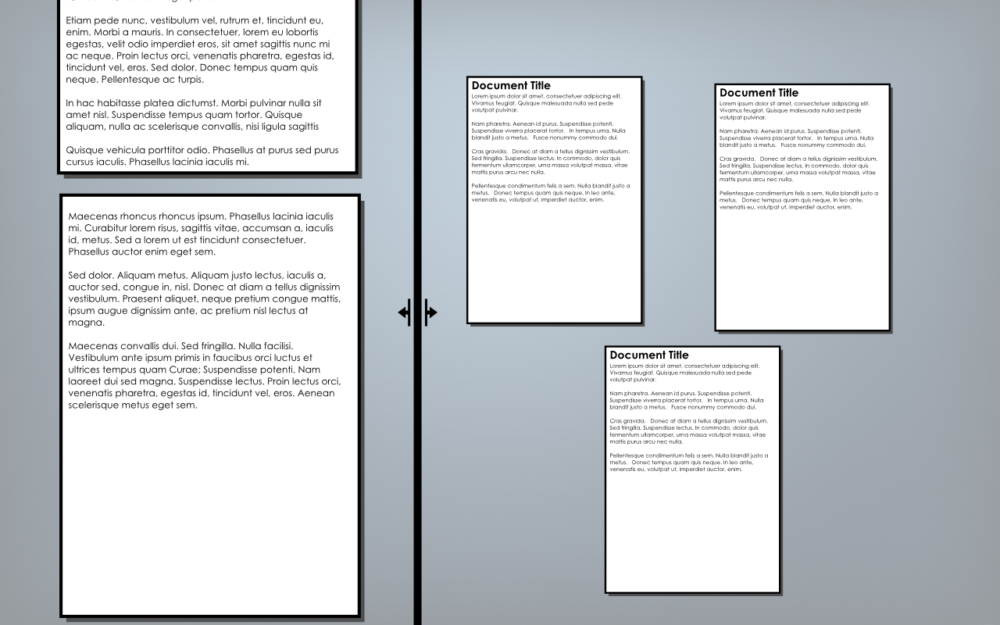 Etiam pede nunc, vestibulum vel, rutrum et, tincidunt eu,
enim. Morbi a mauris. In consectetuer, lorem eu lobortis
egestas, velit odio imperdiet eros, sit amet sagittis nunc mi
ac neque. Proin lectus orci, venenatis pharetra, egestas id,
tincidunt vel, eros. Sed dolor. Donec tempus quam quis
neque. Pellentesque ac turpis.
In hac habitasse platea dictumst. Morbi pulvinar nulla sit
amet nisl. Suspendisse tempus quam tortor. Quisque
aliquam, nulla ac scelerisque convallis, nisi ligula sagittis
Quisque vehicula porttitor odio. Phasellus at purus sed purus
cursus iaculis. Phasellus lacinia iaculis mi.
Maecenas rhoncus rhoncus ipsum. Phasellus lacinia iaculis
mi. Curabitur lorem risus, sagittis vitae, accumsan a, iaculis
id, metus. Sed a lorem ut est tincidunt consectetuer.
Phasellus auctor enim eget sem.
Sed dolor. Aliquam metus. Aliquam justo lectus, iaculis a,
auctor sed, congue in, nisl. Donec at diam a tellus dignissim
vestibulum. Praesent aliquet, neque pretium congue mattis,
ipsum augue dignissim ante, ac pretium nisl lectus at
magna.
Maecenas convallis dui. Sed fringilla. Nulla facilisi.
Vestibulum ante ipsum primis in faucibus orci luctus et
ultrices tempus quam Curae; Suspendisse potenti. Nam
laoreet dui sed magna. Suspendisse lectus. Proin lectus orci,
venenatis pharetra, egestas id, tincidunt vel, eros. Aenean
scelerisque metus eget sem.
Document Title
Lorem ipsum dolor sit amet, consectetuer adipiscing elit.
Vivamus feugiat. Quisque malesuada nulla sed pede
volutpat pulvinar.
Nam pharetra. Aenean id purus. Suspendisse potenti.
Suspendisse viverra placerat tortor. In tempus urna. Nulla
blandit justo a metus. Fusce nonummy commodo dui.
Cras gravida. Donec at diam a tellus dignissim vestibulum.
Sed fringilla. Suspendisse lectus. In commodo, dolor quis
fermentum ullamcorper, urna massa volutpat massa, vitae
mattis purus arcu nec nulla.
Pellentesque condimentum felis a sem. Nulla blandit justo a
metus. Donec tempus quam quis neque. In leo ante,
venenatis eu, volutpat ut, imperdiet auctor, enim.
Document Title
Lorem ipsum dolor sit amet, consectetuer adipiscing elit.
Vivamus feugiat. Quisque malesuada nulla sed pede
volutpat pulvinar.
Nam pharetra. Aenean id purus. Suspendisse potenti.
Suspendisse viverra placerat tortor. In tempus urna. Nulla
blandit justo a metus. Fusce nonummy commodo dui.
Cras gravida. Donec at diam a tellus dignissim vestibulum.
Sed fringilla. Suspendisse lectus. In commodo, dolor quis
fermentum ullamcorper, urna massa volutpat massa, vitae
mattis purus arcu nec nulla.
Pellentesque condimentum felis a sem. Nulla blandit justo a
metus. Donec tempus quam quis neque. In leo ante,
venenatis eu, volutpat ut, imperdiet auctor, enim.
Document Title
Lorem ipsum dolor sit amet, consectetuer adipiscing elit.
Vivamus feugiat. Quisque malesuada nulla sed pede
volutpat pulvinar.
Nam pharetra. Aenean id purus. Suspendisse potenti.
Suspendisse viverra placerat tortor. In tempus urna. Nulla
blandit justo a metus. Fusce nonummy commodo dui.
Cras gravida. Donec at diam a tellus dignissim vestibulum.
Sed fringilla. Suspendisse lectus. In commodo, dolor quis
fermentum ullamcorper, urna massa volutpat massa, vitae
mattis purus arcu nec nulla.
Pellentesque condimentum felis a sem. Nulla blandit justo a
metus. Donec tempus quam quis neque. In leo ante,
venenatis eu, volutpat ut, imperdiet auctor, enim.